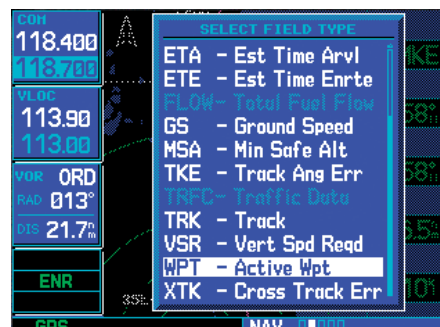 COM
118.400
118.700
VLOC
113.90
113.00
VOR ORD
RAD 013°
DIS 21.7nm
ENR
GPS
SELECT FIELD TYPE
ETA - Est Time Arvl
ETE - Est Time Enrte
FLOW- Total Fuel Flow
GS - Ground Speed
MSA - Min Safe Alt
TKE - Track Ang Err
TRFC- Traffic Data
TRK - Track
VSR - Vert Spd Reqd
WPT - Active Wpt
XTK - Cross Track Err
NAV